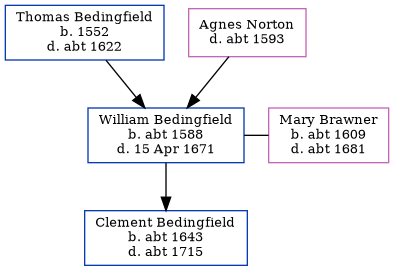 Thomas Bedingfield
b. 1552
d. abt 1622
Agnes Norton
d. abt 1593
William Bedingfield
b. abt 1588
d. 15 Apr 1671
Mary Brawner
b. abt 1609
d. abt 1681
Clement Bedingfield
b. abt 1643
d. abt 1715